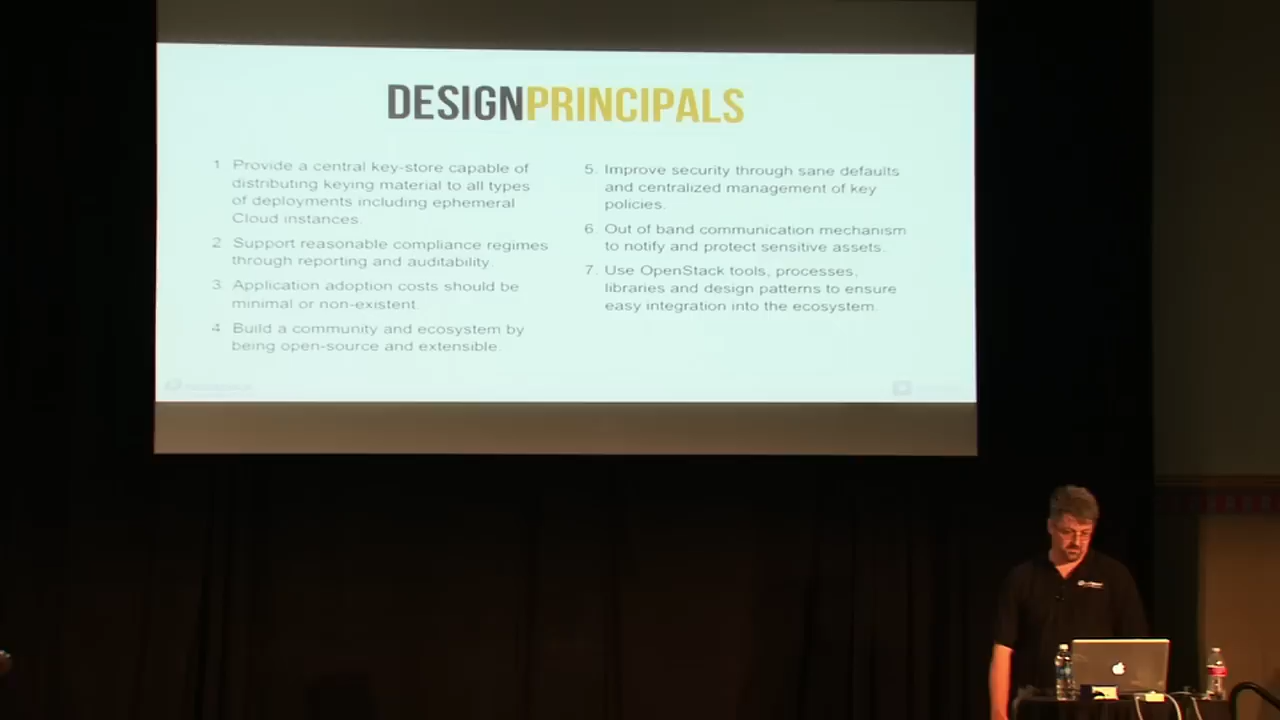 DESIGNPRINCIPALS
1. Provide a central key-store capable of
distributing keying material to all types
of deployments including ephemeral
Cloud instances.
2. Support reasonable compliance regimes
through reporting and auditability.
3. Application adoption costs should be
minimal or non-existent.
4. Build a community and ecosystem by
being open-source and extensible.
5. Improve security through sane defaults
and centralized management of key
policies.
6. Out of band communication mechanism
to notify and protect sensitive assets.
7. Use OpenStack tools, processes,
libraries and design patterns to ensure
easy integration into the ecosystem.